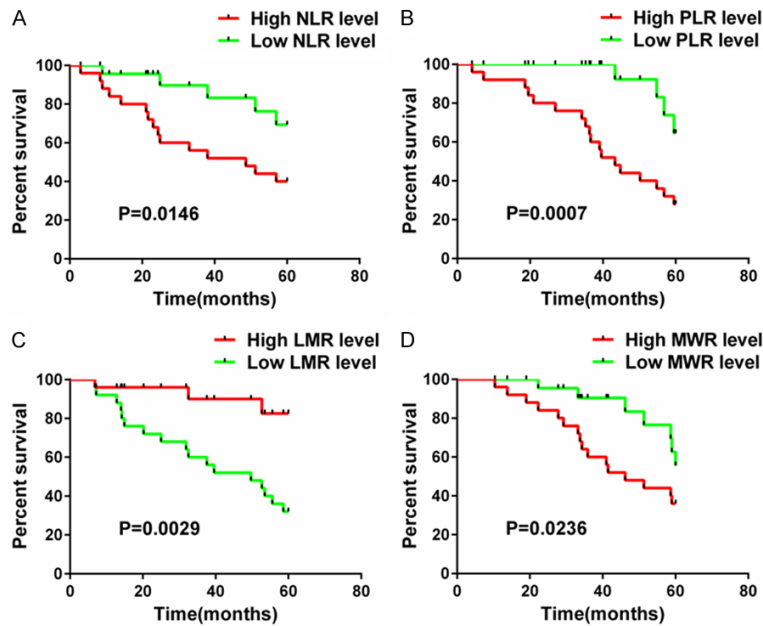 A
High NLR level
Low NLR level
Percent survival
100
80
60
40
20
0
P=0.0146
0 20 40 60 80
Time(months)
B
High PLR level
Low PLR level
Percent survival
100
80
60
40
20
0
P=0.0007
0 20 40 60 80
Time(months)
C
High LMR level
Low LMR level
Percent survival
100
80
60
40
20
0
P=0.0029
0 20 40 60 80
Time(months)
D
High MWR level
Low MWR level
Percent survival
100
80
60
40
20
0
P=0.0236
0 20 40 60 80
Time(months)